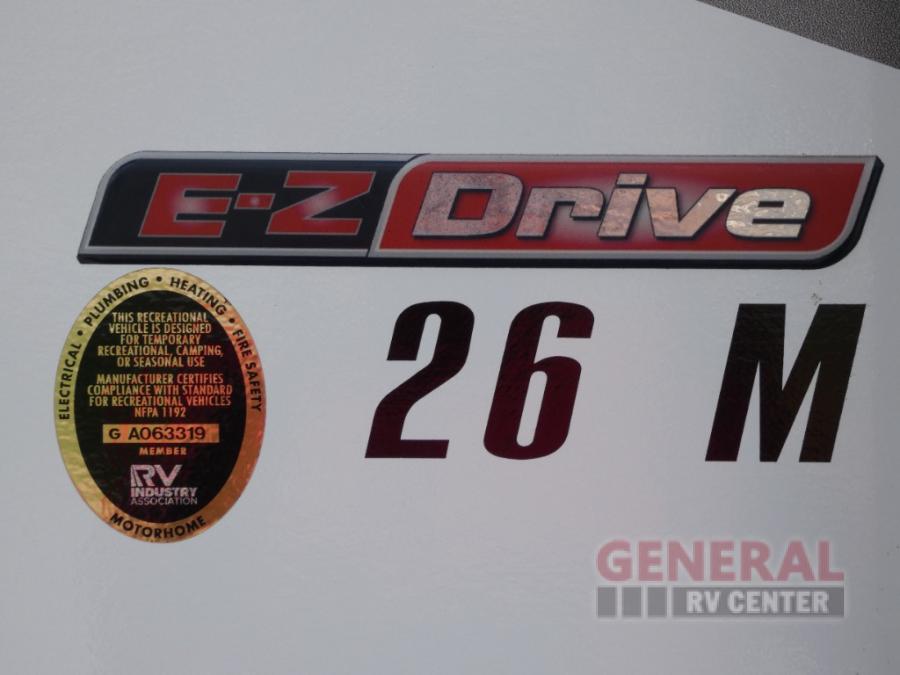 E-Z Drive
26 M
ELECTRICAL • PLUMBING • HEATING • FIRE SAFETY
THIS RECREATIONAL
VEHICLE IS DESIGNED
FOR TEMPORARY
RECREATIONAL, CAMPING,
OR SEASONAL USE
MANUFACTURER CERTIFIES
COMPLIANCE WITH STANDARD
FOR RECREATIONAL VEHICLES
NFPA 1192
G A063319
MEMBER
RV
INDUSTRY
ASSOCIATION
MOTORHOME
GENERAL
RV CENTER